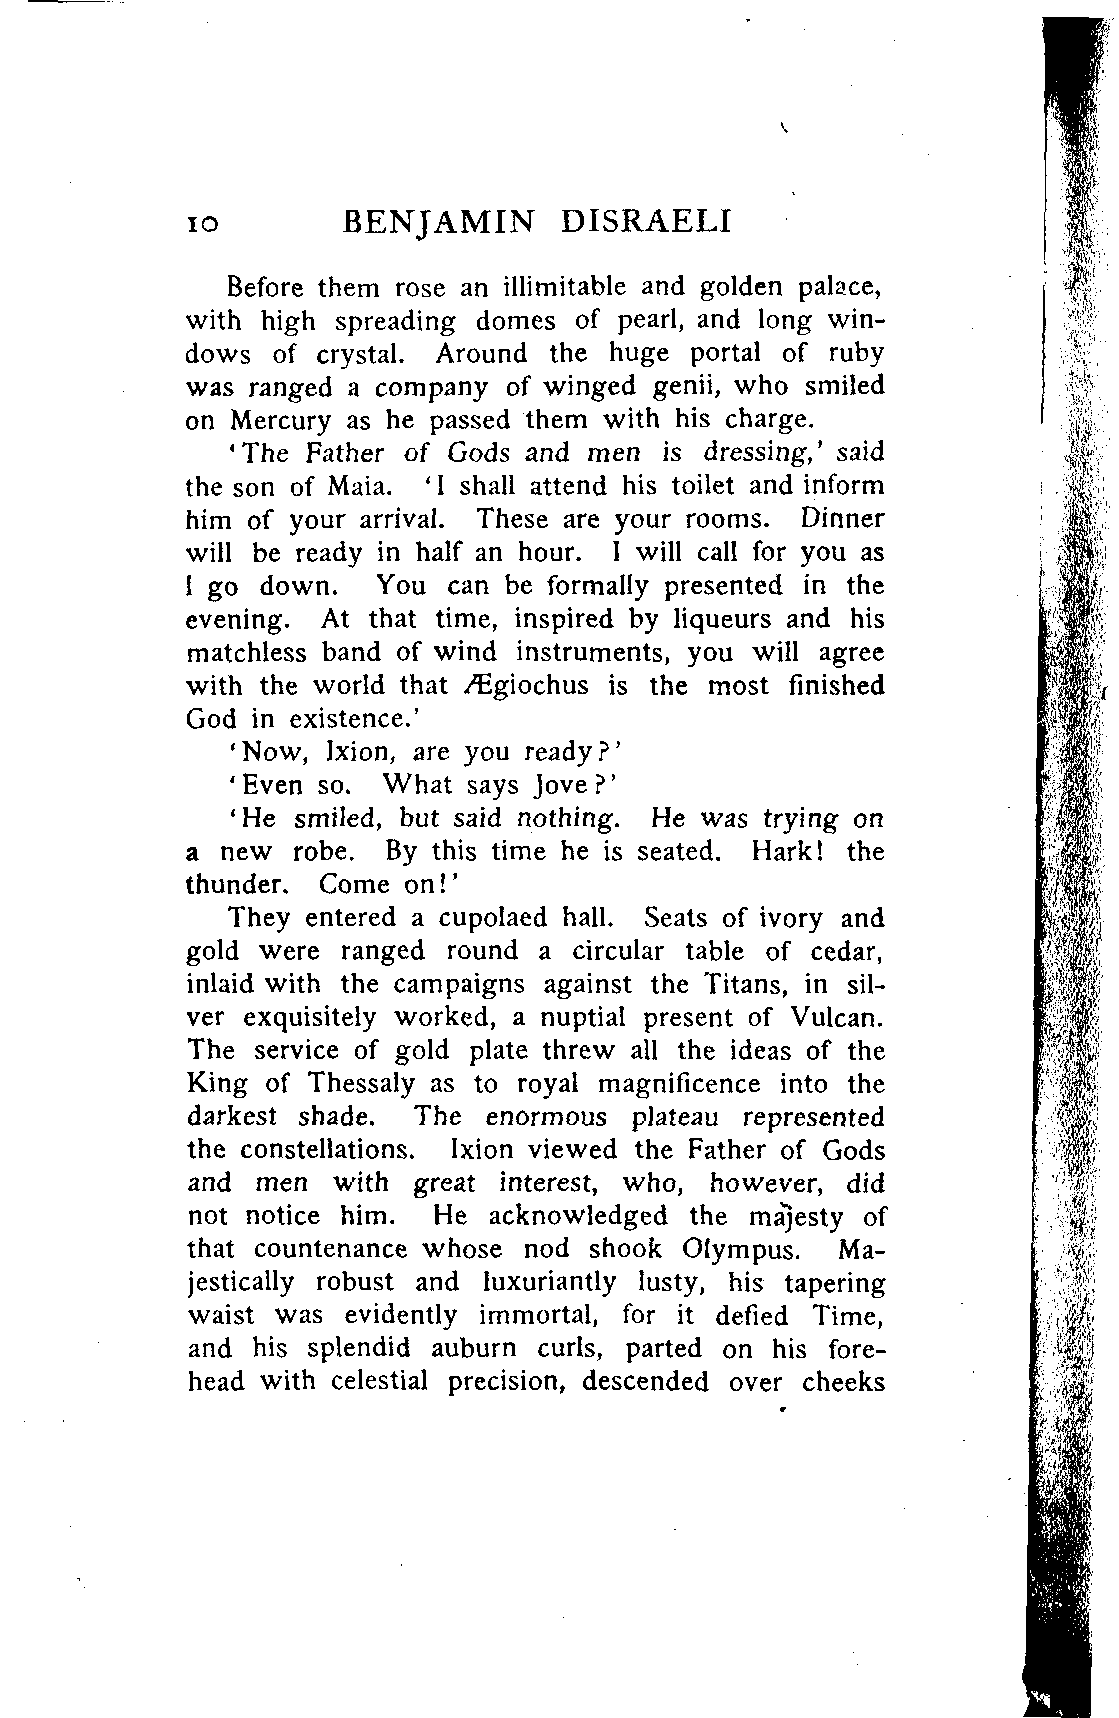 10 BENJAMIN DISRAELI
Before them rose an illimitable and golden palace,
with high spreading domes of pearl, and long win-
dows of crystal. Around the huge portal of ruby
was ranged a company of winged genii, who smiled
on Mercury as he passed them with his charge.
'The Father of Gods and men is dressing,' said
the son of Maia. 'I shall attend his toilet and inform
him of your arrival. These are your rooms. Dinner
will be ready in half an hour. I will call for you as
I go down. You can be formally presented in the
evening. At that time, inspired by liqueurs and his
matchless band of wind instruments, you will agree
with the world that Ægiochus is the most finished
God in existence.'
'Now, Ixion, are you ready?'
'Even so. What says Jove?'
'He smiled, but said nothing. He was trying on
a new robe. By this time he is seated. Hark! the
thunder. Come on!'
They entered a cupolaed hall. Seats of ivory and
gold were ranged round a circular table of cedar,
inlaid with the campaigns against the Titans, in sil-
ver exquisitely worked, a nuptial present of Vulcan.
The service of gold plate threw all the ideas of the
King of Thessaly as to royal magnificence into the
darkest shade. The enormous plateau represented
the constellations. Ixion viewed the Father of Gods
and men with great interest, who, however, did
not notice him. He acknowledged the majesty of
that countenance whose nod shook Olympus. Ma-
jestically robust and luxuriantly lusty, his tapering
waist was evidently immortal, for it defied Time,
and his splendid auburn curls, parted on his fore-
head with celestial precision, descended over cheeks